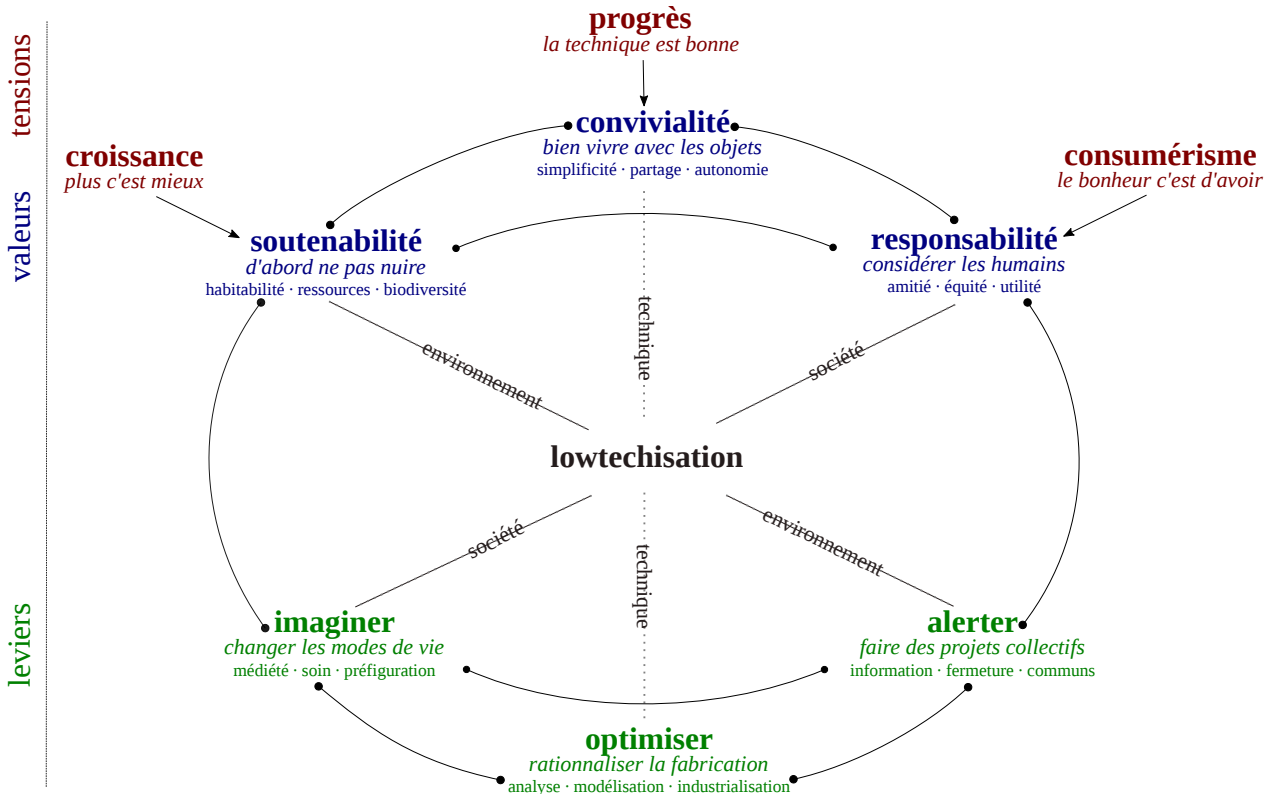 tensions
valeurs
leviers
progrès
la technique est bonne
croissance
plus c'est mieux
consumérisme
le bonheur c'est d'avoir
convivialité
bien vivre avec les objets
simplificité · partage · autonomie
soutenabilité
d'abord ne pas nuire
habitabilité · ressources · biodiversité
responsabilité
considérer les humains
amitié · équité · utilité
environnement
technique
société
lowtechisation
société
technique
environnement
imaginer
changer les modes de vie
médiété · soin · préfiguration
alerter
faire des projets collectifs
information · fermeture · communs
optimiser
rationnaliser la fabrication
analyse · modélisation · industrialisation